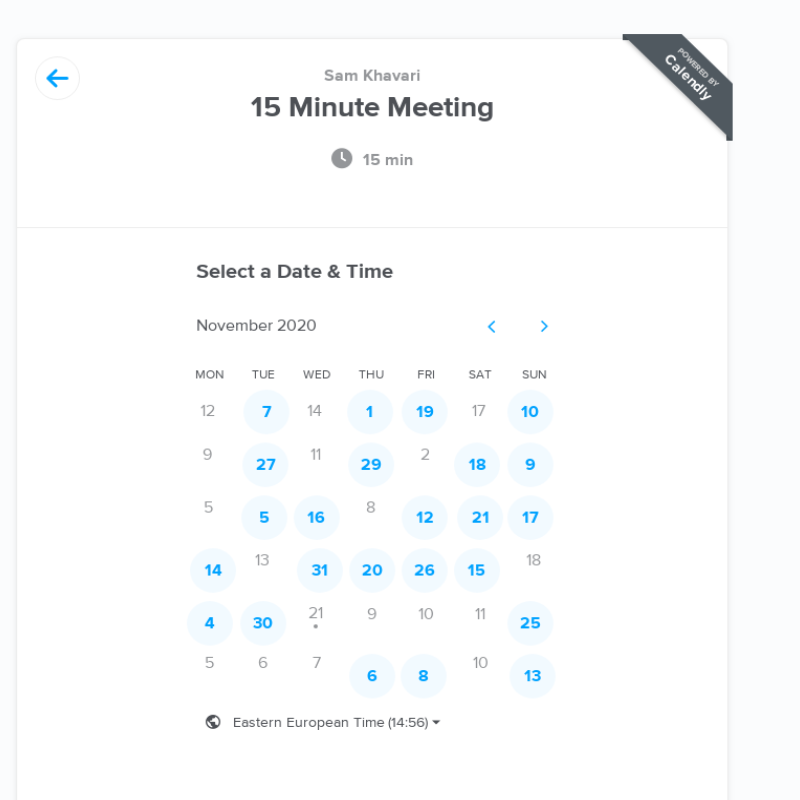 Sam Khavari
15 Minute Meeting
POWERED BY
Calendly
15 min
Select a Date & Time
November 2020
MON TUE WED THU FRI SAT SUN
12 7 14 1 19 17 10
9 27 11 29 2 18 9
5 5 16 8 12 21 17
14 13 31 20 26 15 18
4 30 21 9 10 11 25
5 6 7 6 8 10 13
Eastern European Time (14:56)